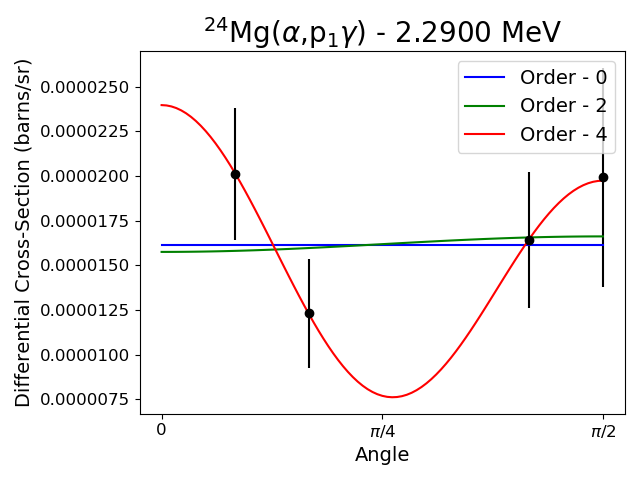 ²⁴Mg(α,p₁γ) - 2.2900 MeV
Differential Cross-Section (barns/sr)
0.0000250
0.0000225
0.0000200
0.0000175
0.0000150
0.0000125
0.0000100
0.0000075
Order - 0
Order - 2
Order - 4
0
π/4
π/2
Angle